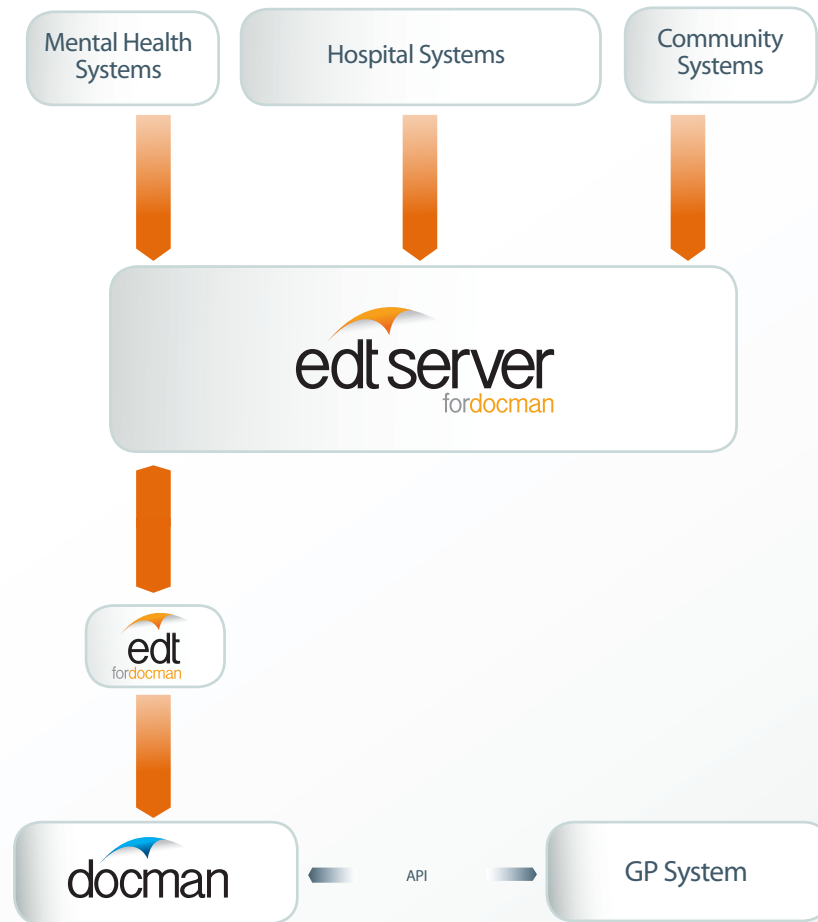 Mental Health
Systems
Hospital Systems
Community
Systems
edt server
fordocman
edt
fordocman
docman
API
GP System